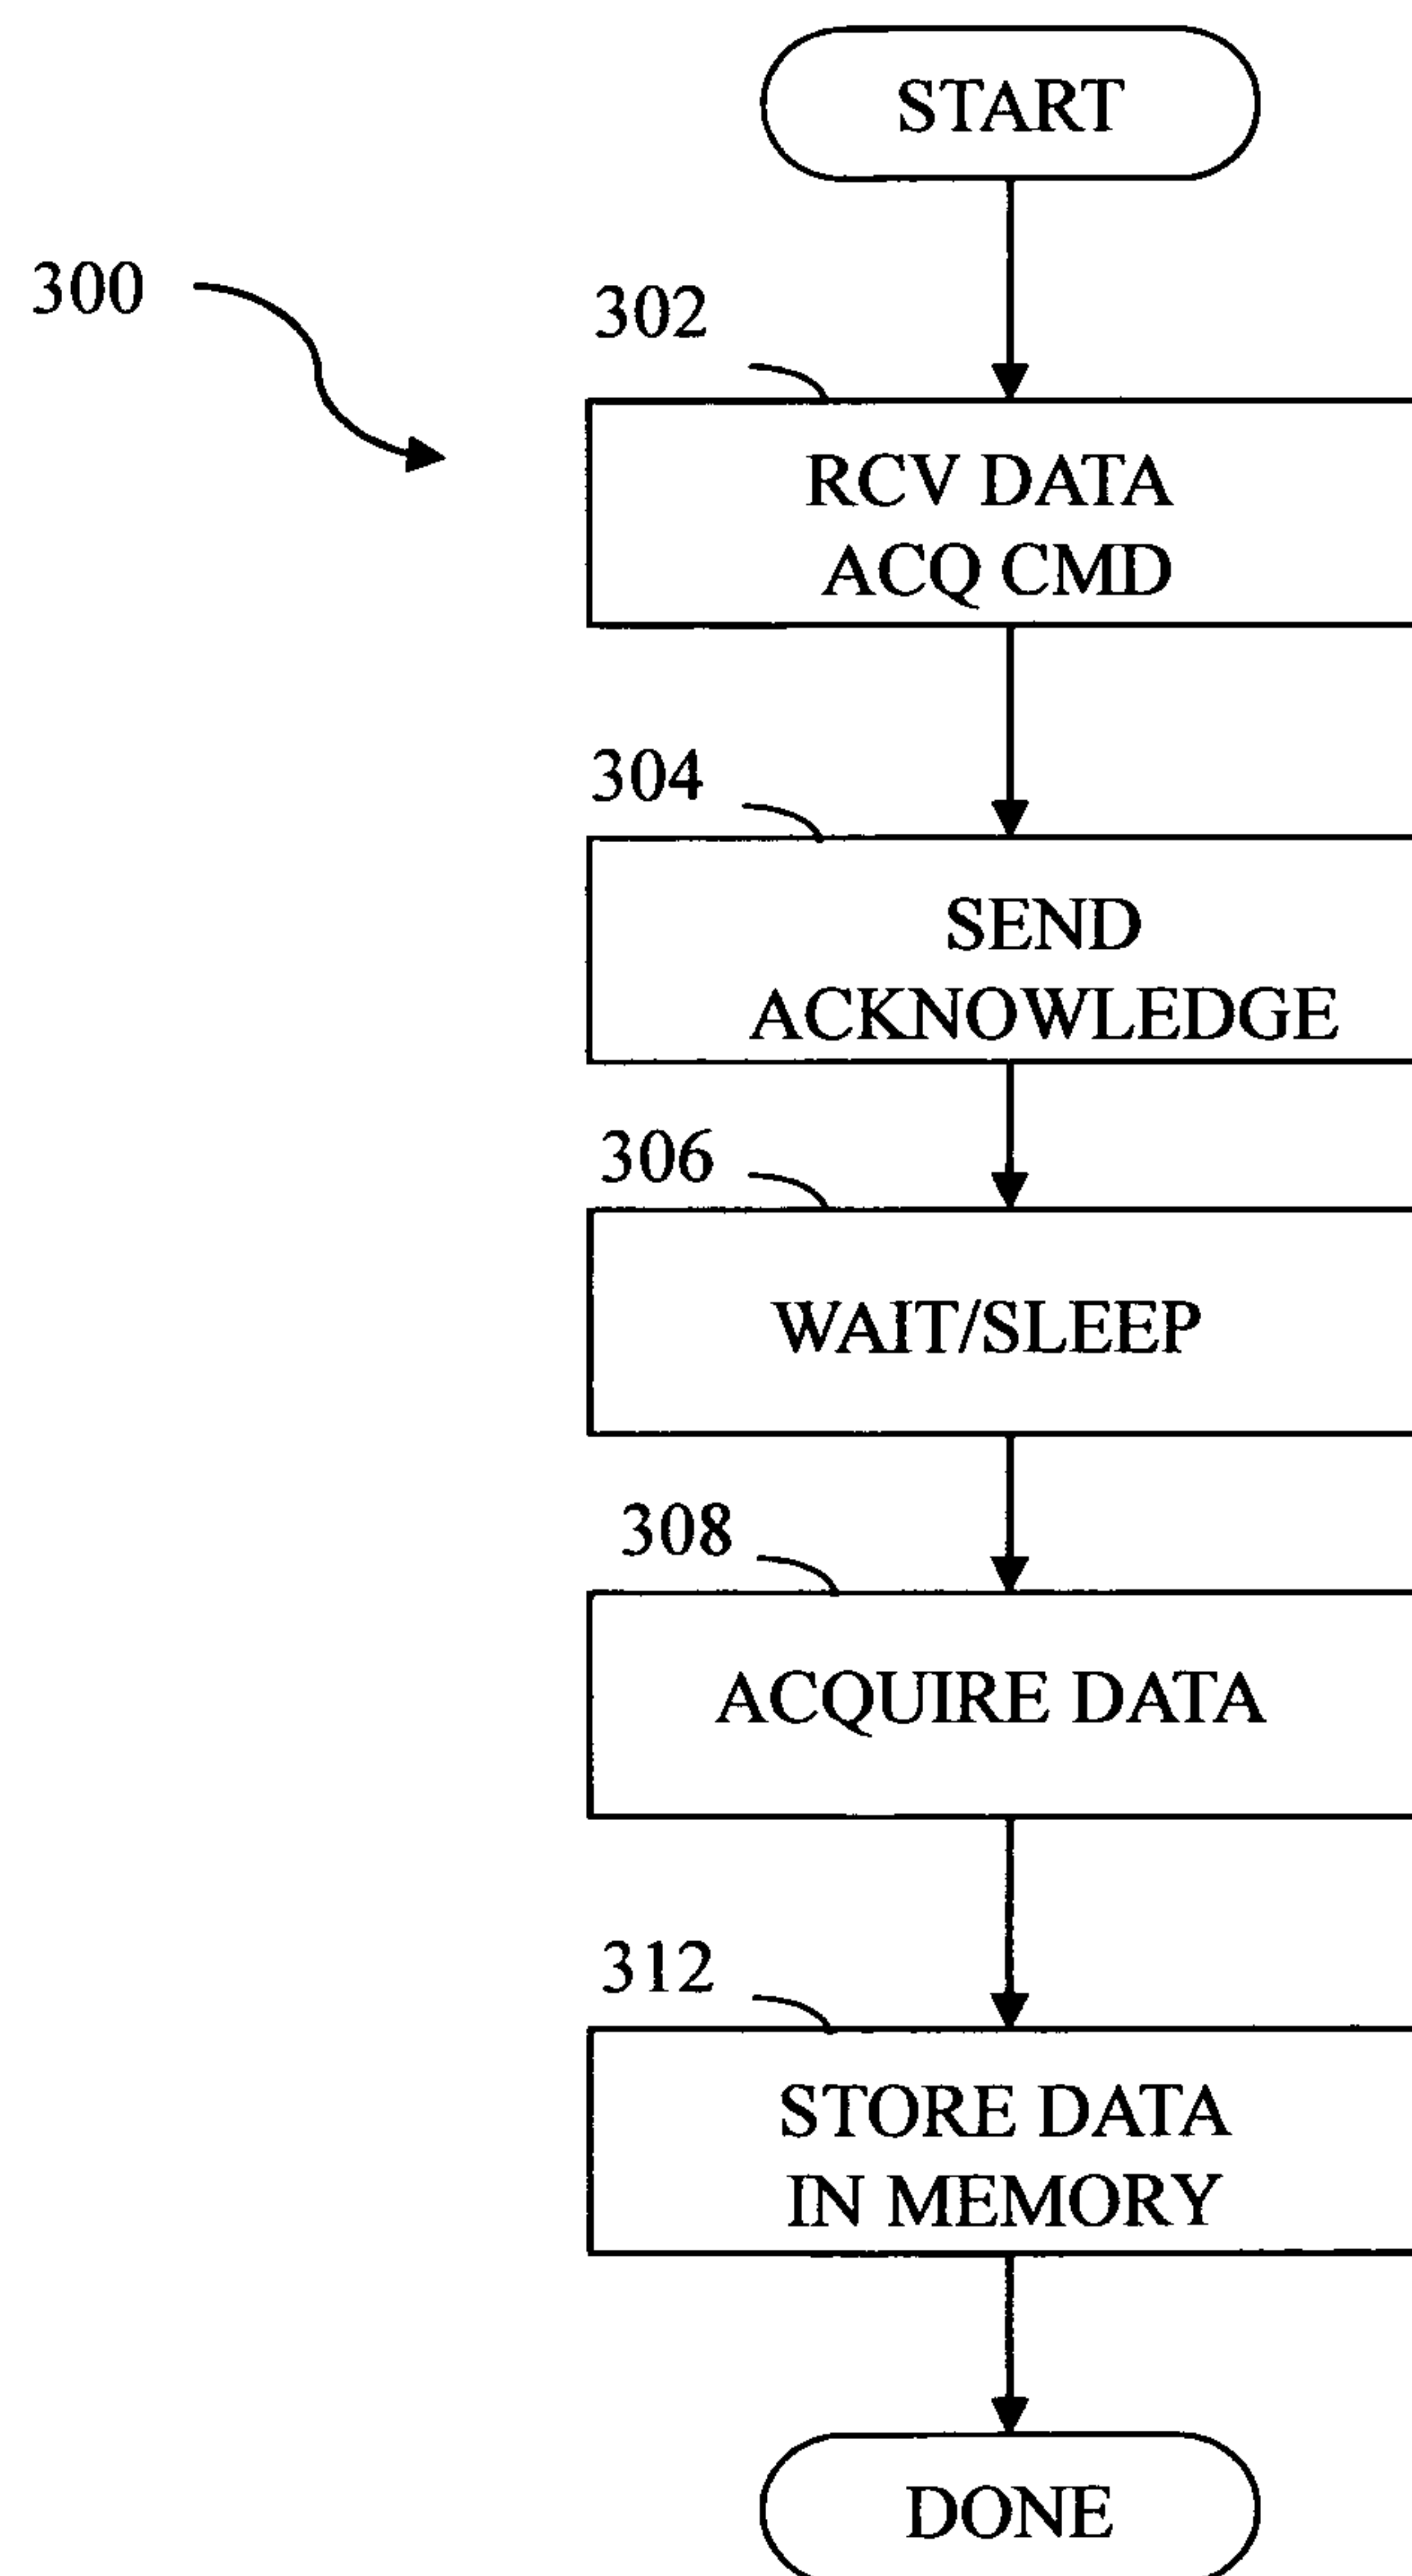 START
300
302
RCV DATA
ACQ CMD
304
SEND
ACKNOWLEDGE
306
WAIT/SLEEP
308
ACQUIRE DATA
312
STORE DATA
IN MEMORY
DONE